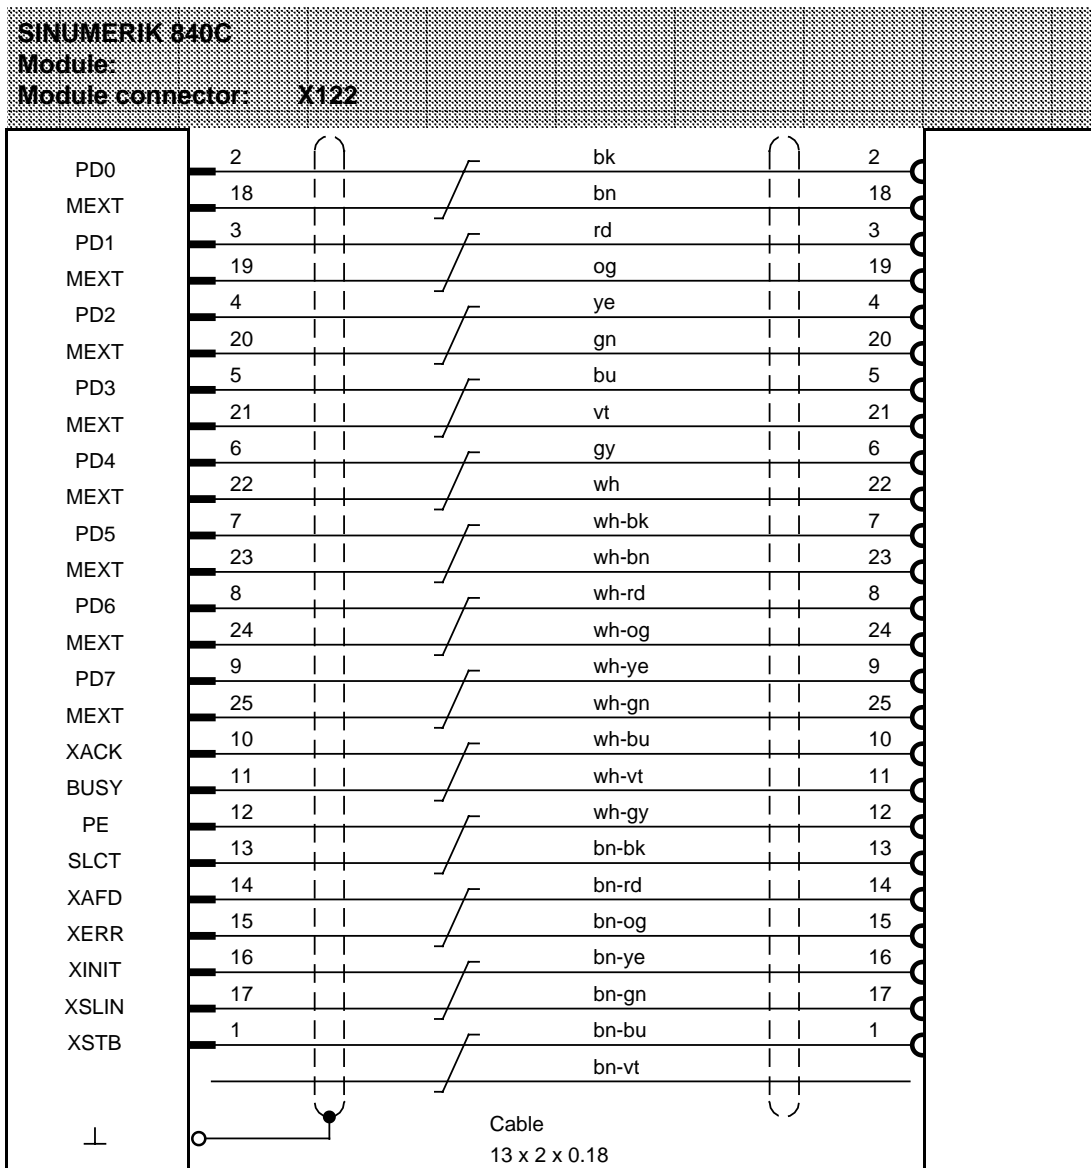 SINUMERIK 840C
Module:
Module connector: X122
PD0 2 bk 2
MEXT 18 bn 18
PD1 3 rd 3
MEXT 19 og 19
PD2 4 ye 4
MEXT 20 gn 20
PD3 5 bu 5
MEXT 21 vt 21
PD4 6 gy 6
MEXT 22 wh 22
PD5 7 wh-bk 7
MEXT 23 wh-bn 23
PD6 8 wh-rd 8
MEXT 24 wh-og 24
PD7 9 wh-ye 9
MEXT 25 wh-gn 25
XACK 10 wh-bu 10
BUSY 11 wh-vt 11
PE 12 wh-gy 12
SLCT 13 bn-bk 13
XAFD 14 bn-rd 14
XERR 15 bn-og 15
XINIT 16 bn-ye 16
XSLIN 17 bn-gn 17
XSTB 1 bn-bu 1
bn-vt
Cable
13 x 2 x 0.18